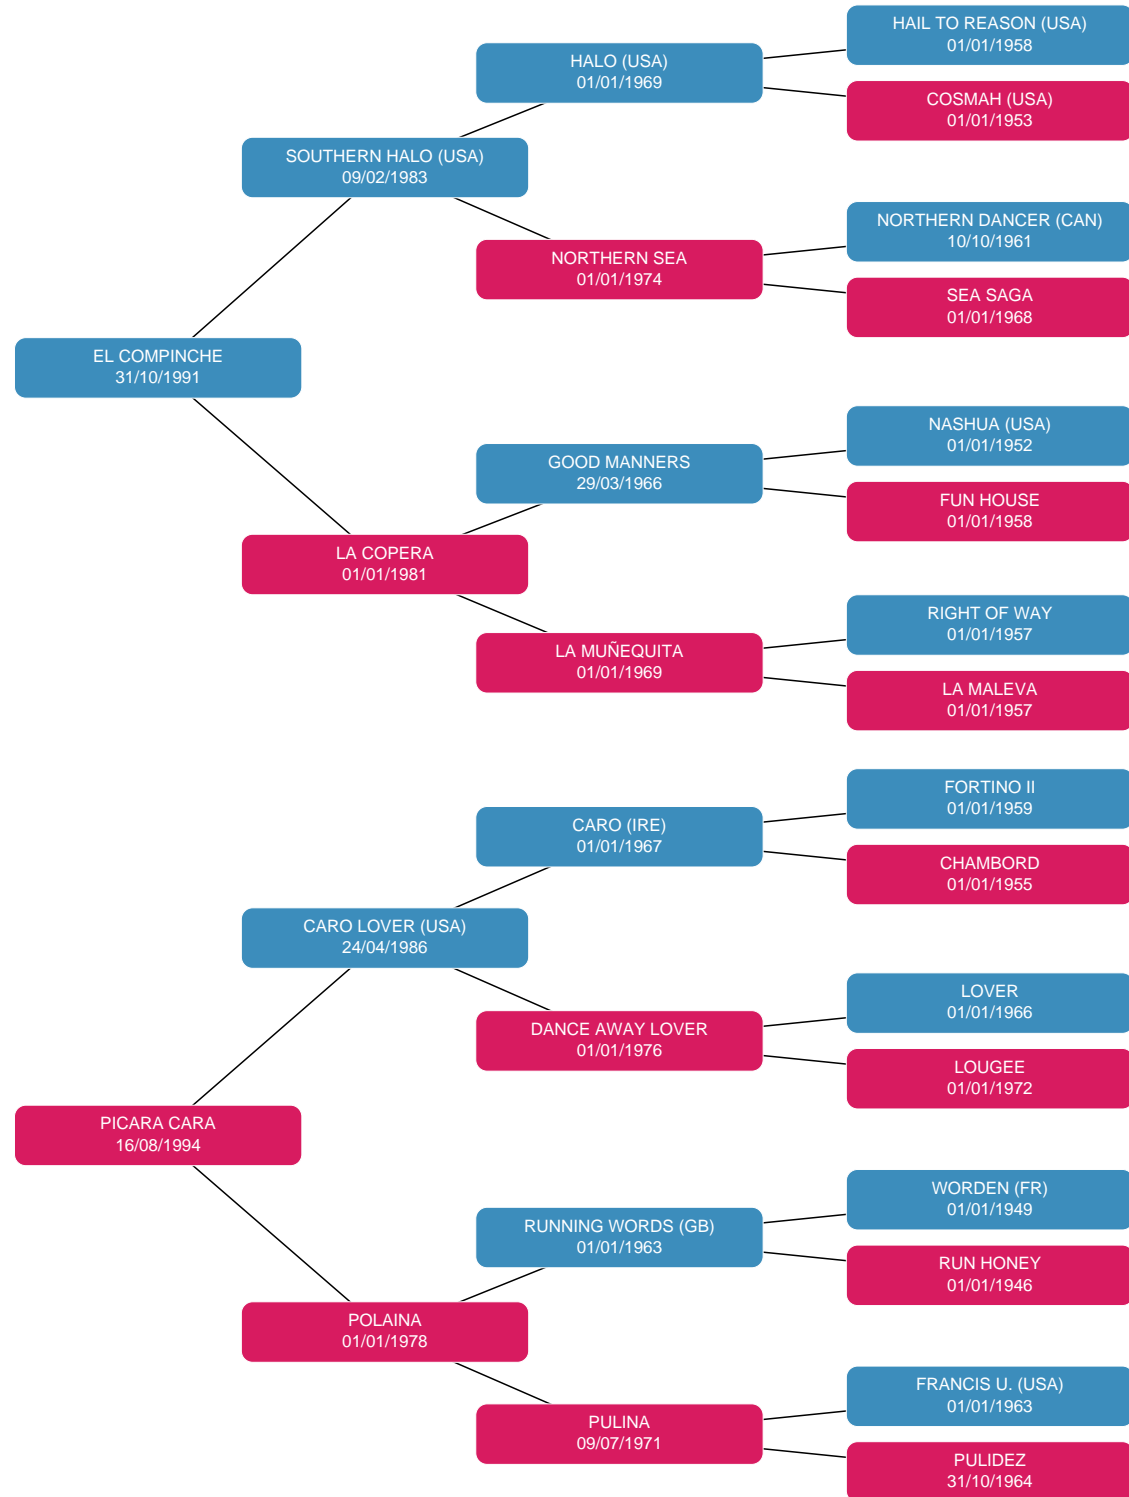 HAIL TO REASON (USA)
01/01/1958
HALO (USA)
01/01/1969
COSMAH (USA)
01/01/1953
SOUTHERN HALO (USA)
09/02/1983
NORTHERN DANCER (CAN)
10/10/1961
NORTHERN SEA
01/01/1974
SEA SAGA
01/01/1968
EL COMPINCHE
31/10/1991
NASHUA (USA)
01/01/1952
GOOD MANNERS
29/03/1966
FUN HOUSE
01/01/1958
LA COPERA
01/01/1981
RIGHT OF WAY
01/01/1957
LA MUÑEQUITA
01/01/1969
LA MALEVA
01/01/1957
FORTINO II
01/01/1959
CARO (IRE)
01/01/1967
CHAMBORD
01/01/1955
CARO LOVER (USA)
24/04/1986
LOVER
01/01/1966
DANCE AWAY LOVER
01/01/1976
LOUGEE
01/01/1972
PICARA CARA
16/08/1994
WORDEN (FR)
01/01/1949
RUNNING WORDS (GB)
01/01/1963
RUN HONEY
01/01/1946
POLAINA
01/01/1978
FRANCIS U. (USA)
01/01/1963
PULINA
09/07/1971
PULIDEZ
31/10/1964